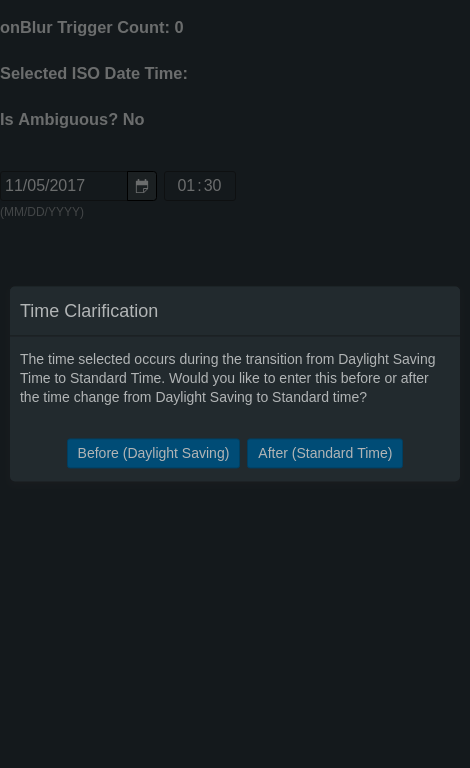 onBlur Trigger Count: 0
Selected ISO Date Time:
Is Ambiguous? No
11/05/2017
01:30
(MM/DD/YYYY)
Time Clarification
The time selected occurs during the transition from Daylight Saving
Time to Standard Time. Would you like to enter this before or after
the time change from Daylight Saving to Standard time?
Before (Daylight Saving)
After (Standard Time)